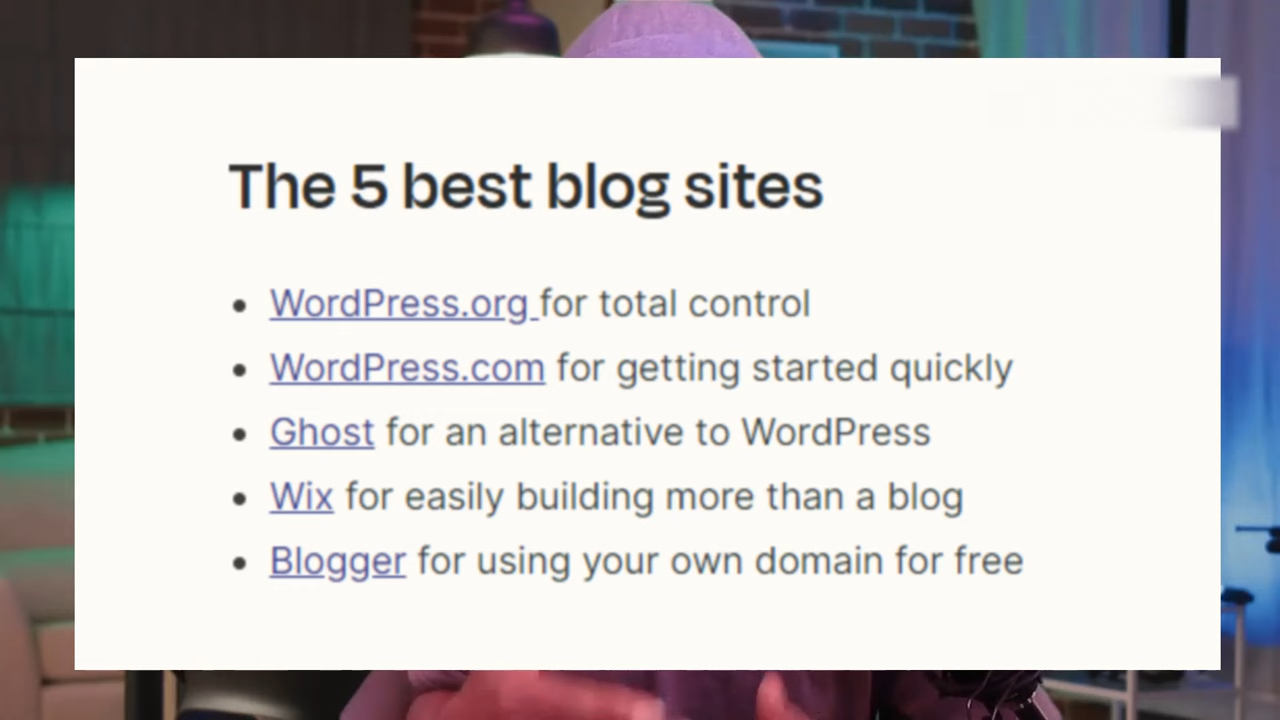 The 5 best blog sites
WordPress.org for total control
WordPress.com for getting started quickly
Ghost for an alternative to WordPress
Wix for easily building more than a blog
Blogger for using your own domain for free